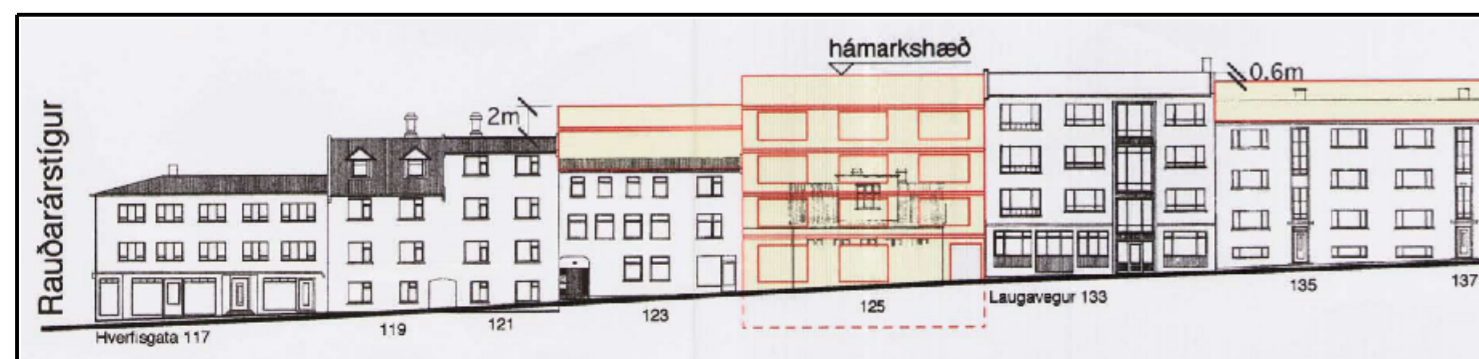 Rauðarárstígur
hámarkshæð
2m
0.6m
Hverfisgata 117
119
121
123
125
Laugavegur 133
135
137